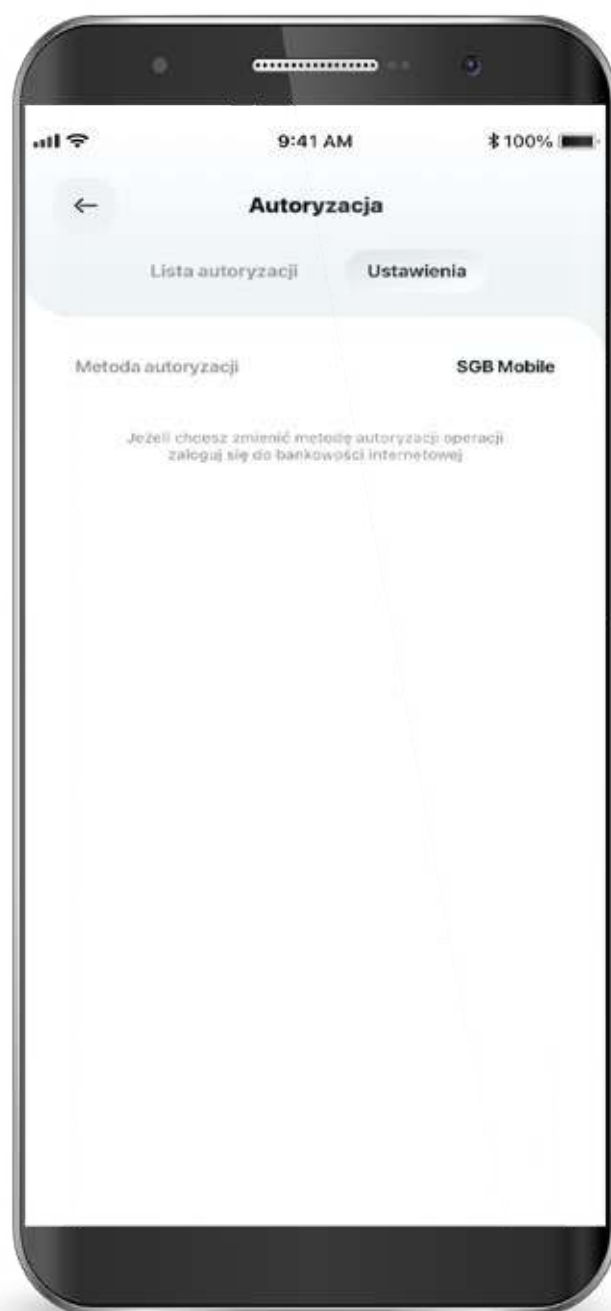 9:41 AM
100%
Autoryzacja
Lista autoryzacji
Ustawienia
Metoda autoryzacji
SGB Mobile
Jeżeli chcesz zmienić metodę autoryzacji operacji
zaloguj się do bankowości internetowej